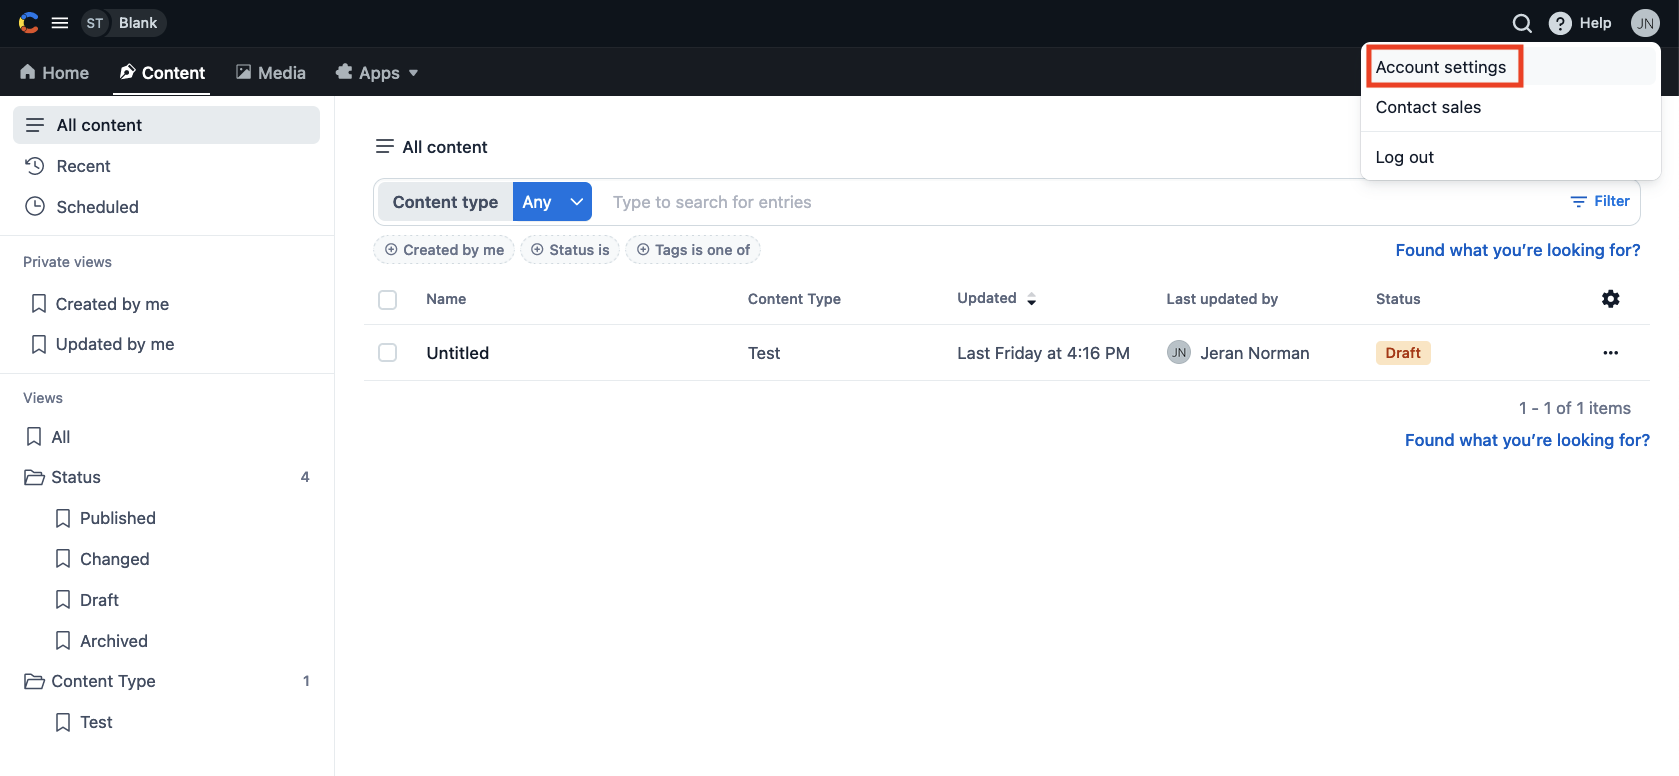 ST Blank
Help JN
Home Content Media Apps
Account settings
Contact sales
Log out
All content
Recent
Scheduled
Private views
Created by me
Updated by me
Views
All
Status 4
Published
Changed
Draft
Archived
Content Type 1
Test
All content
Content type Any Type to search for entries Filter
Created by me Status is Tags is one of Found what you’re looking for?
Name Content Type Updated Last updated by Status
Untitled Test Last Friday at 4:16 PM JN Jeran Norman Draft
1 - 1 of 1 items
Found what you’re looking for?